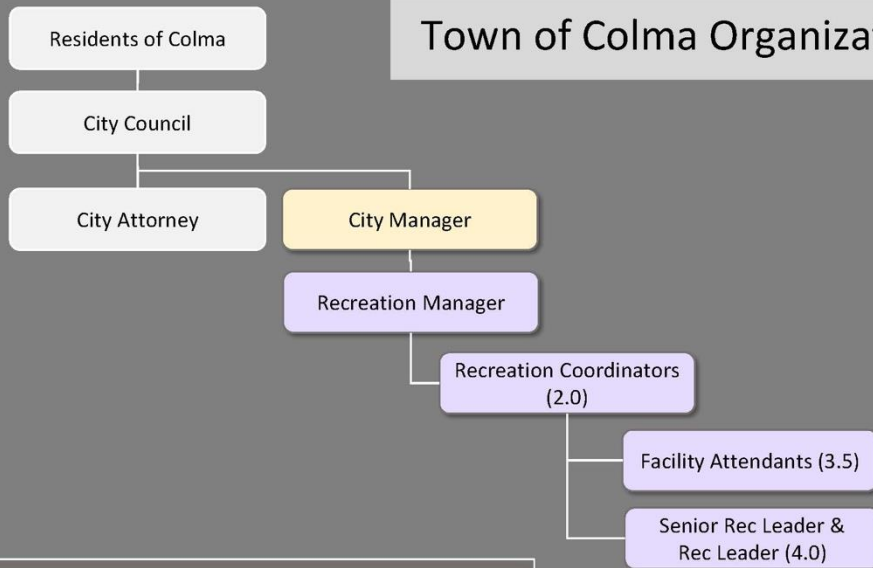 Town of Colma
Residents of Colma
City Council
City Attorney
City Manager
Recreation Manager
Recreation Coordinators
(2.0)
Facility Attendants (3.5)
Senior Rec Leader &
Rec Leader (4.0)